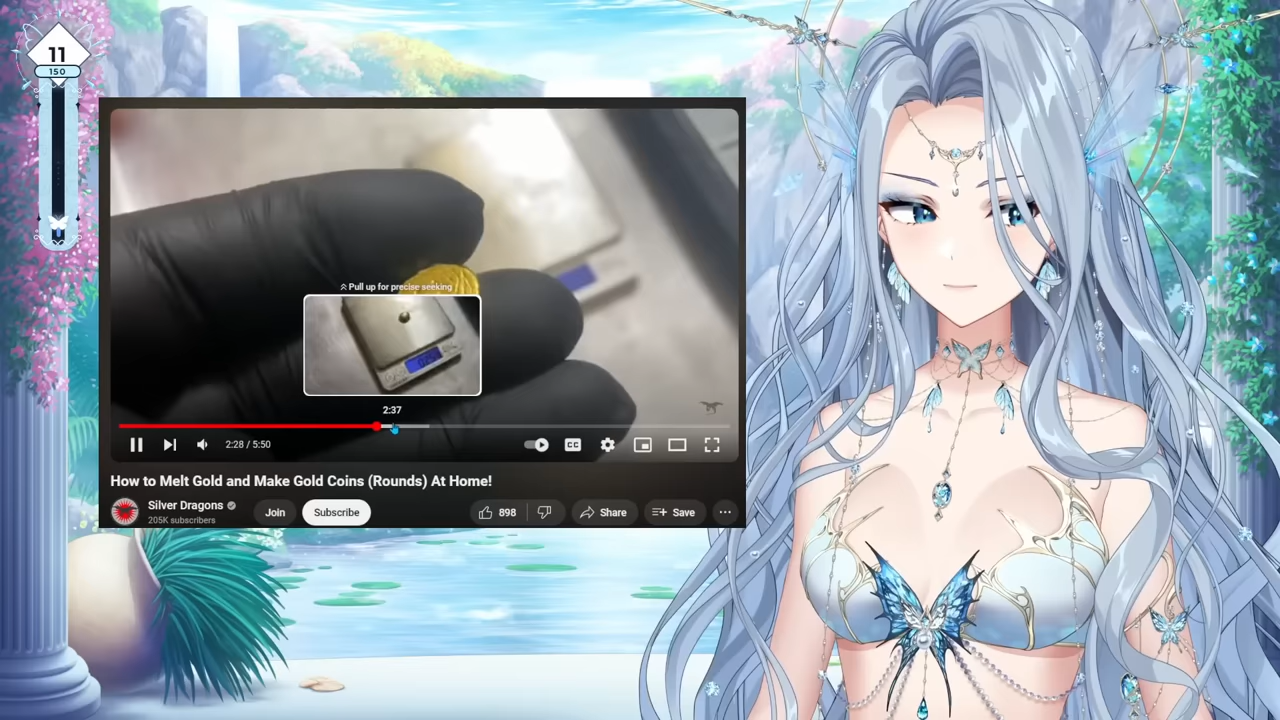 11
150
Pull up for precise seeking
2:37
2:28 / 5:50
CC
How to Melt Gold and Make Gold Coins (Rounds) At Home!
Silver Dragons
205K subscribers
Join
Subscribe
898
Share
Save